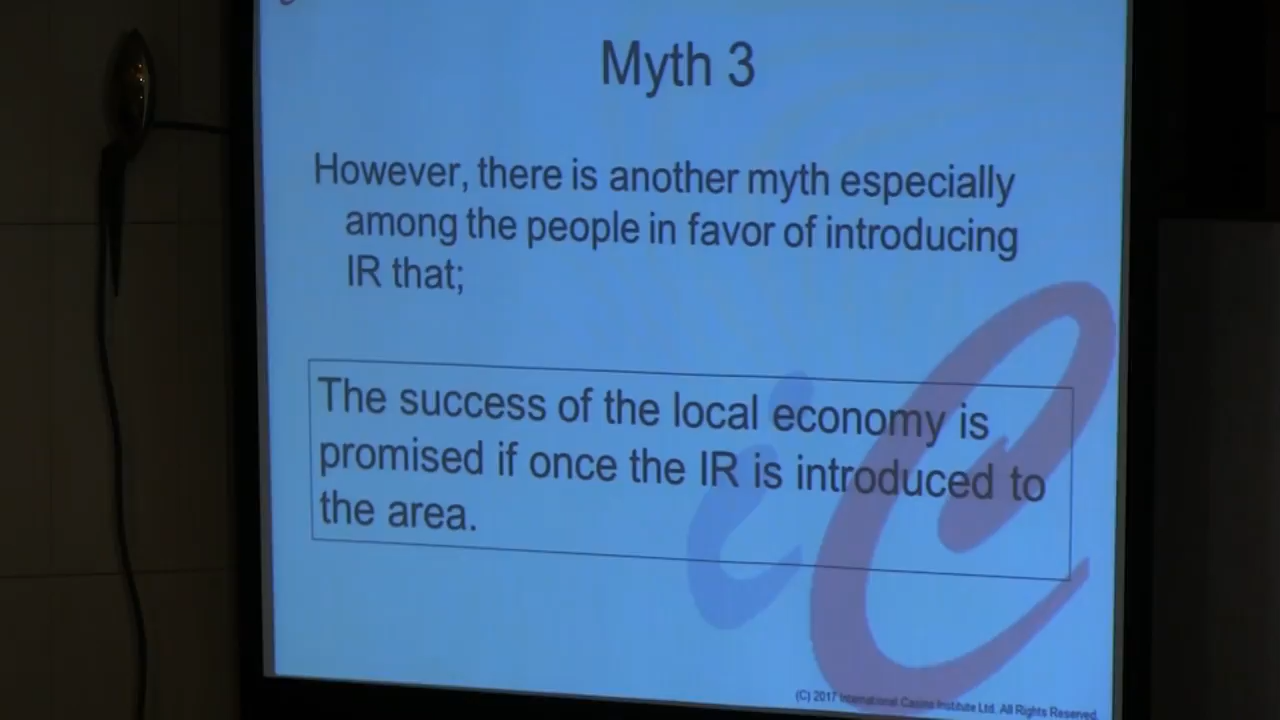 Myth 3
However, there is another myth especially
among the people in favor of introducing
IR that;
The success of the local economy is
promised if once the IR is introduced to
the area.
(C) 2017 International Casino Institute Ltd. All Rights Reserved.